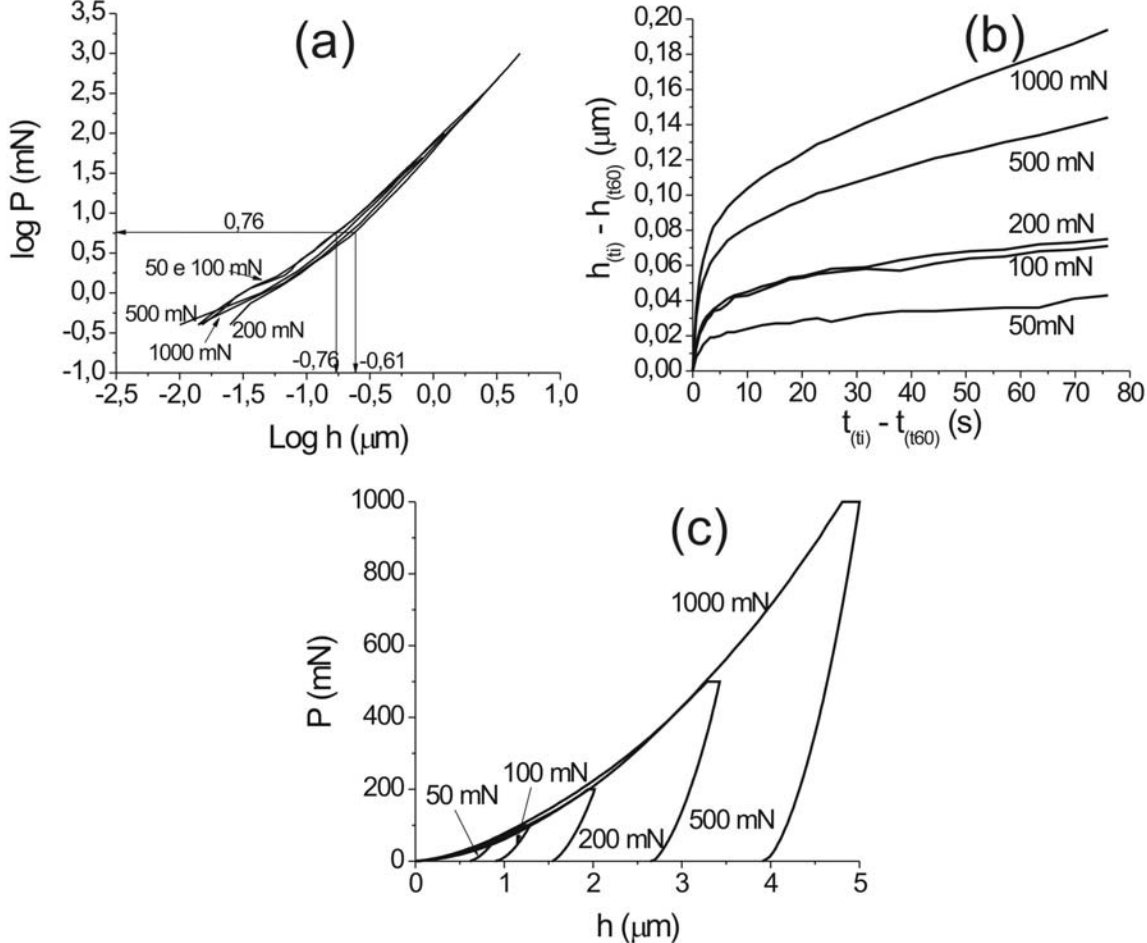 (a)
3,5
3,0
2,5
2,0
1,5
1,0
0,5
0,0
-0,5
-1,0
log P (mN)
0,76
50 e 100 mN
500 mN
1000 mN
200 mN
-0,76
-0,61
-2,5 -2,0 -1,5 -1,0 -0,5 0,0 0,5 1,0
Log h (μm)
(b)
0,20
0,18
0,16
0,14
0,12
0,10
0,08
0,06
0,04
0,02
0,00
h(ti) - h(t60) (μm)
1000 mN
500 mN
200 mN
100 mN
50mN
0 10 20 30 40 50 60 70 80
t(ti) - t(t60) (s)
(c)
1000
800
600
400
200
0
P (mN)
1000 mN
100 mN
50 mN
200 mN
500 mN
0 1 2 3 4 5
h (μm)